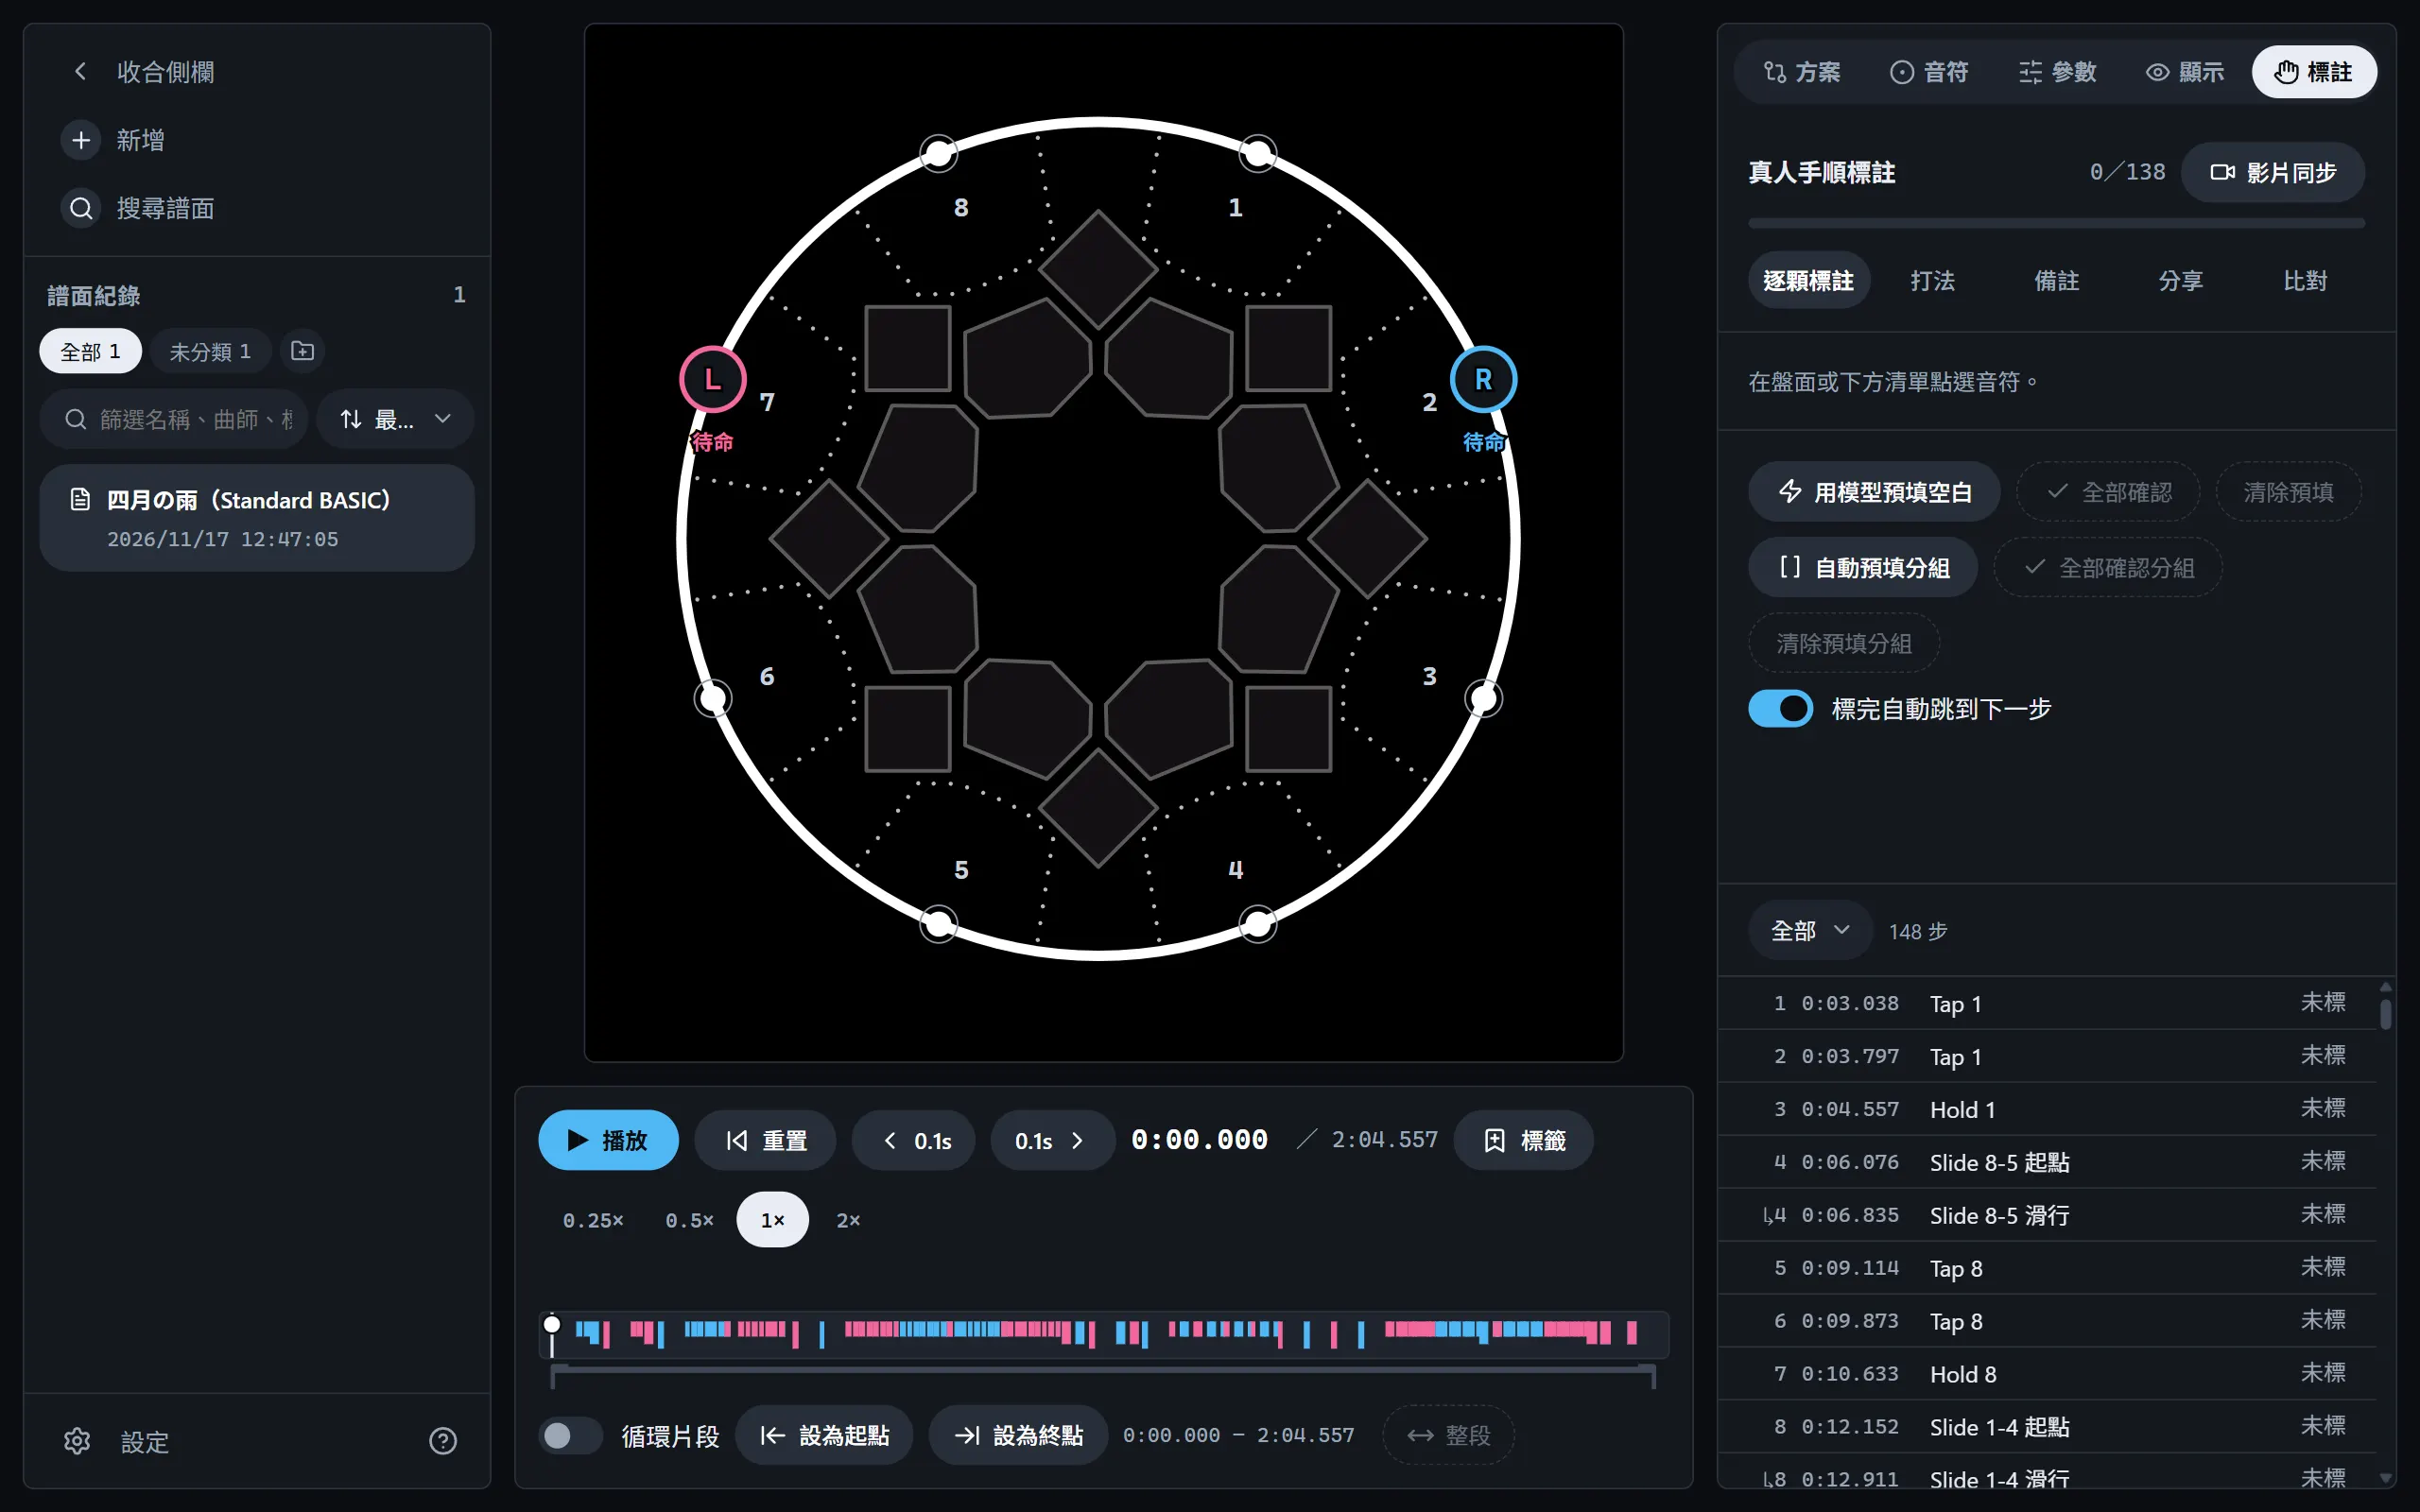 收合側欄
新增
搜尋譜面
譜面紀錄 1
全部 1 未分類 1
篩選名稱、曲師、 最...
四月の雨（Standard BASIC）
2026/11/17 12:47:05
設定
8 1
L 7 2 R
待命 待命
6 3
5 4
播放 重置 0.1s 0.1s 0:00.000 ／ 2:04.557 標籤
0.25× 0.5× 1× 2×
循環片段 設為起點 設為終點 0:00.000 – 2:04.557 整段
方案 音符 參數 顯示 標註
真人手順標註 0／138 影片同步
逐顆標註 打法 備註 分享 比對
在盤面或下方清單點選音符。
用模型預填空白 全部確認 清除預填
自動預填分組 全部確認分組
清除預填分組
標完自動跳到下一步
全部 148 步
1 0:03.038 Tap 1 未標
2 0:03.797 Tap 1 未標
3 0:04.557 Hold 1 未標
4 0:06.076 Slide 8-5 起點 未標
↳4 0:06.835 Slide 8-5 滑行 未標
5 0:09.114 Tap 8 未標
6 0:09.873 Tap 8 未標
7 0:10.633 Hold 8 未標
8 0:12.152 Slide 1-4 起點 未標
↳8 0:12.911 Slide 1-4 滑行 未標